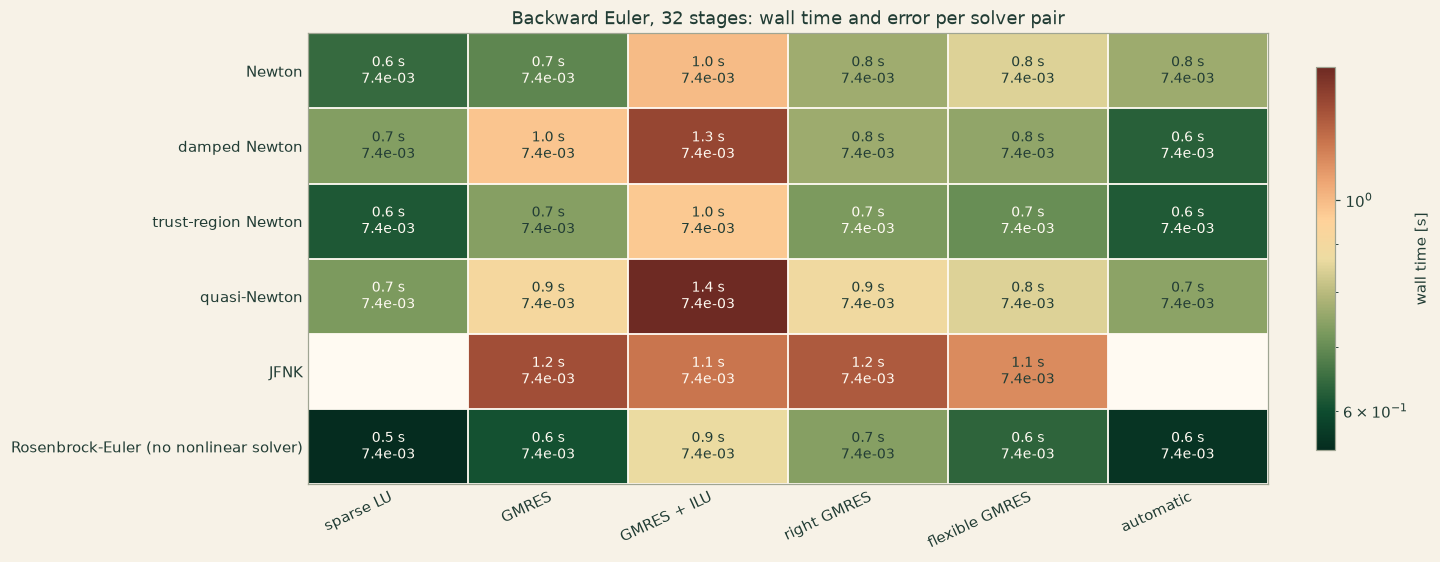 Backward Euler, 32 stages: wall time and error per solver pair
Newton
0.6 s
7.4e-03
0.7 s
7.4e-03
1.0 s
7.4e-03
0.8 s
7.4e-03
0.8 s
7.4e-03
0.8 s
7.4e-03
damped Newton
0.7 s
7.4e-03
1.0 s
7.4e-03
1.3 s
7.4e-03
0.8 s
7.4e-03
0.8 s
7.4e-03
0.6 s
7.4e-03
trust-region Newton
0.6 s
7.4e-03
0.7 s
7.4e-03
1.0 s
7.4e-03
0.7 s
7.4e-03
0.7 s
7.4e-03
0.6 s
7.4e-03
quasi-Newton
0.7 s
7.4e-03
0.9 s
7.4e-03
1.4 s
7.4e-03
0.9 s
7.4e-03
0.8 s
7.4e-03
0.7 s
7.4e-03
JFNK
1.2 s
7.4e-03
1.1 s
7.4e-03
1.2 s
7.4e-03
1.1 s
7.4e-03
Rosenbrock-Euler (no nonlinear solver)
0.5 s
7.4e-03
0.6 s
7.4e-03
0.9 s
7.4e-03
0.7 s
7.4e-03
0.6 s
7.4e-03
0.6 s
7.4e-03
sparse LU
GMRES
GMRES + ILU
right GMRES
flexible GMRES
automatic
10⁰
6 × 10⁻¹
wall time [s]